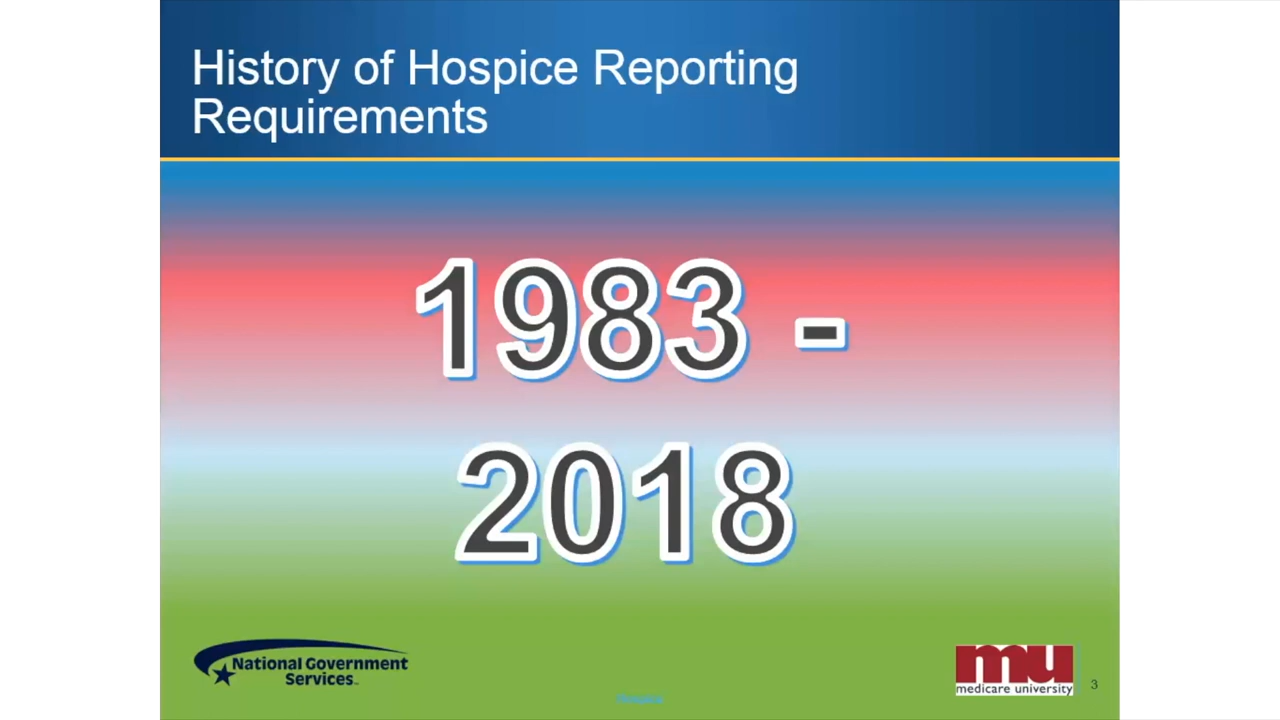 History of Hospice Reporting
Requirements
1983 -
2018
National Government
Services
mu
medicare university
3